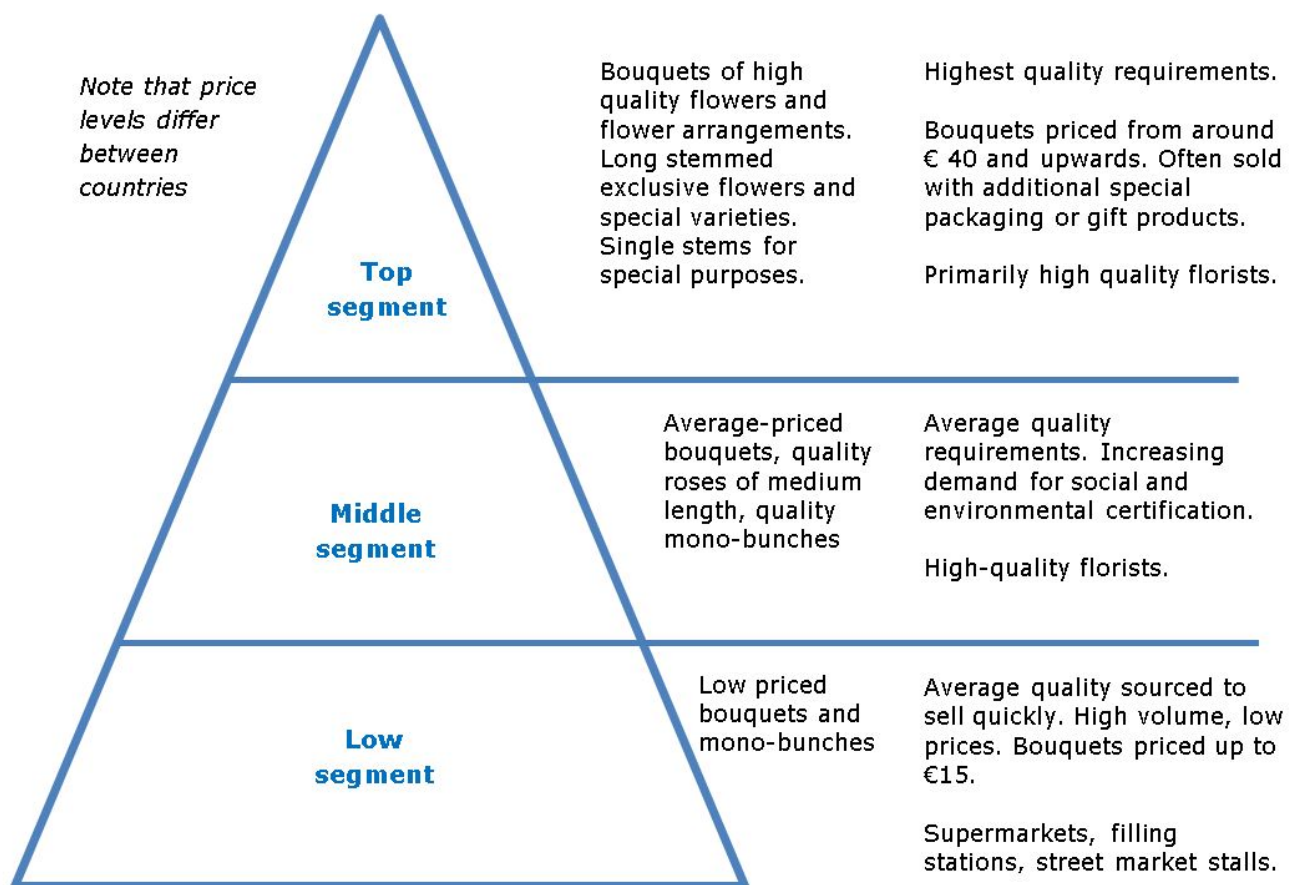 Note that price
levels differ
between
countries
Top
segment
Bouquets of high
quality flowers and
flower arrangements.
Long stemmed
exclusive flowers and
special varieties.
Single stems for
special purposes.
Highest quality requirements.
Bouquets priced from around
€ 40 and upwards. Often sold
with additional special
packaging or gift products.
Primarily high quality florists.
Middle
segment
Average-priced
bouquets, quality
roses of medium
length, quality
mono-bunches
Average quality
requirements. Increasing
demand for social and
environmental certification.
High-quality florists.
Low
segment
Low priced
bouquets and
mono-bunches
Average quality sourced to
sell quickly. High volume, low
prices. Bouquets priced up to
€15.
Supermarkets, filling
stations, street market stalls.